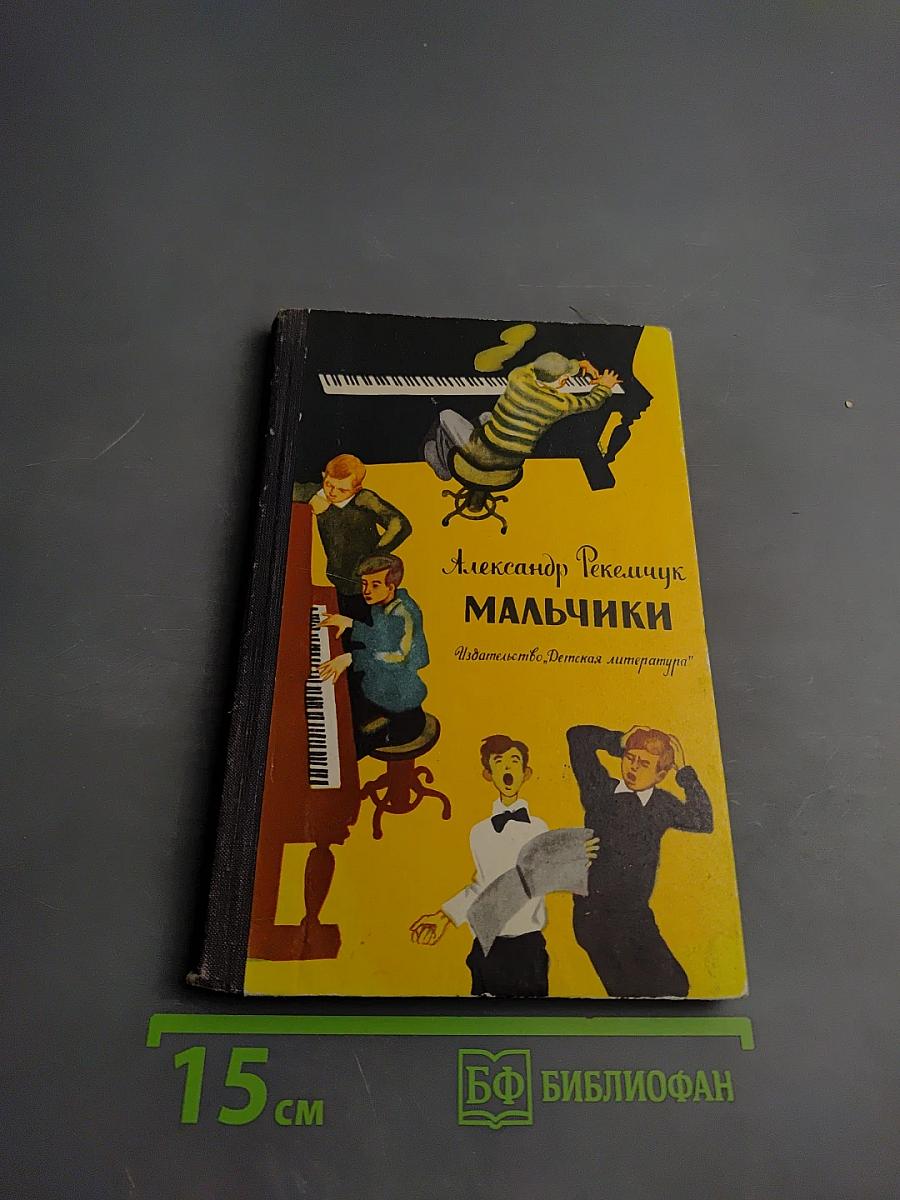 Александр Рекемчук
МАЛЬЧИКИ
Издательство „Детская литература"
15 см
БФ БИБЛИОФАН